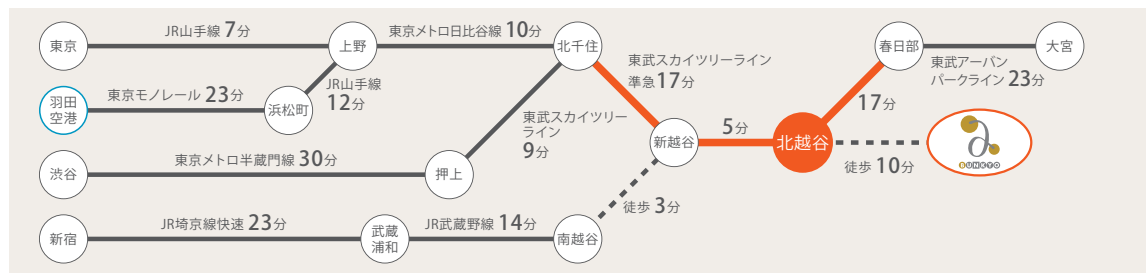 東京
JR山手線 7分
上野
東京メトロ日比谷線 10分
北千住
春日部
大宮
東武スカイツリーライン
準急17分
東武アーバン
パークライン 23分
羽田
空港
東京モノレール 23分
浜松町
JR山手線
12分
東武スカイツリー
ライン
9分
17分
新越谷
5分
北越谷
徒歩 10分
BUNKYO
渋谷
東京メトロ半蔵門線 30分
押上
徒歩 3分
新宿
JR埼京線快速 23分
武蔵
浦和
JR武蔵野線 14分
南越谷